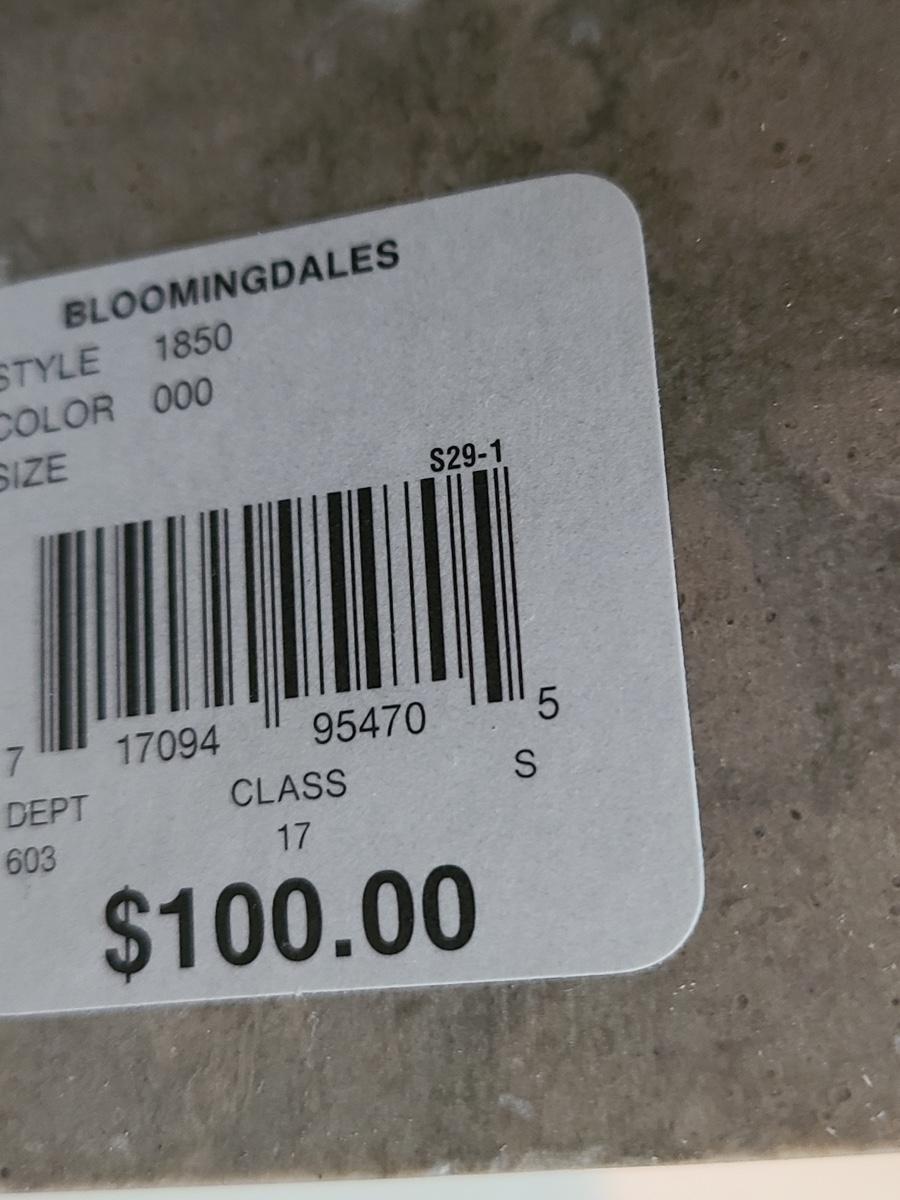 BLOOMINGDALES
STYLE 1850
COLOR 000
SIZE
S29-1
7 17094 95470 5
DEPT CLASS S
603 17
$100.00